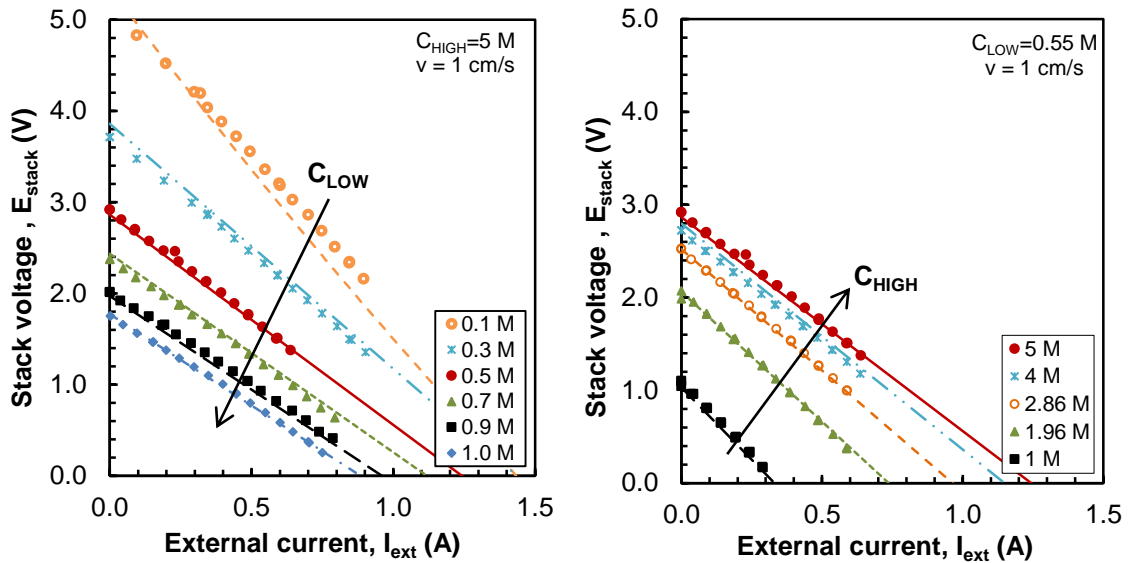 5.0
4.0
3.0
2.0
1.0
0.0
0.0
0.5
1.0
1.5
Stack voltage , E_stack (V)
External current, I_ext (A)
C_HIGH=5 M
v = 1 cm/s
C_LOW
0.1 M
0.3 M
0.5 M
0.7 M
0.9 M
1.0 M
5.0
4.0
3.0
2.0
1.0
0.0
0.0
0.5
1.0
1.5
Stack voltage , E_stack (V)
External current, I_ext (A)
C_LOW=0.55 M
v = 1 cm/s
C_HIGH
5 M
4 M
2.86 M
1.96 M
1 M